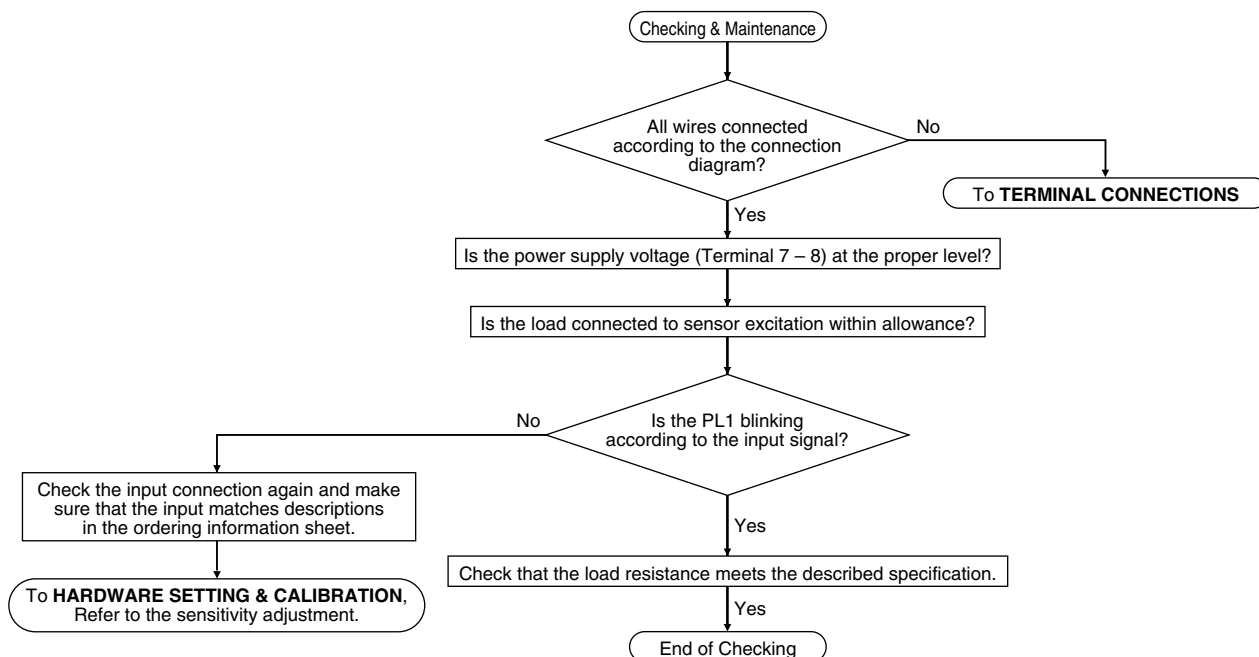 Checking & Maintenance
All wires connected
according to the connection
diagram?
No
To TERMINAL CONNECTIONS
Yes
Is the power supply voltage (Terminal 7 – 8) at the proper level?
Is the load connected to sensor excitation within allowance?
No
Is the PL1 blinking
according to the input signal?
Check the input connection again and make
sure that the input matches descriptions
in the ordering information sheet.
Yes
Check that the load resistance meets the described specification.
To HARDWARE SETTING & CALIBRATION,
Refer to the sensitivity adjustment.
Yes
End of Checking